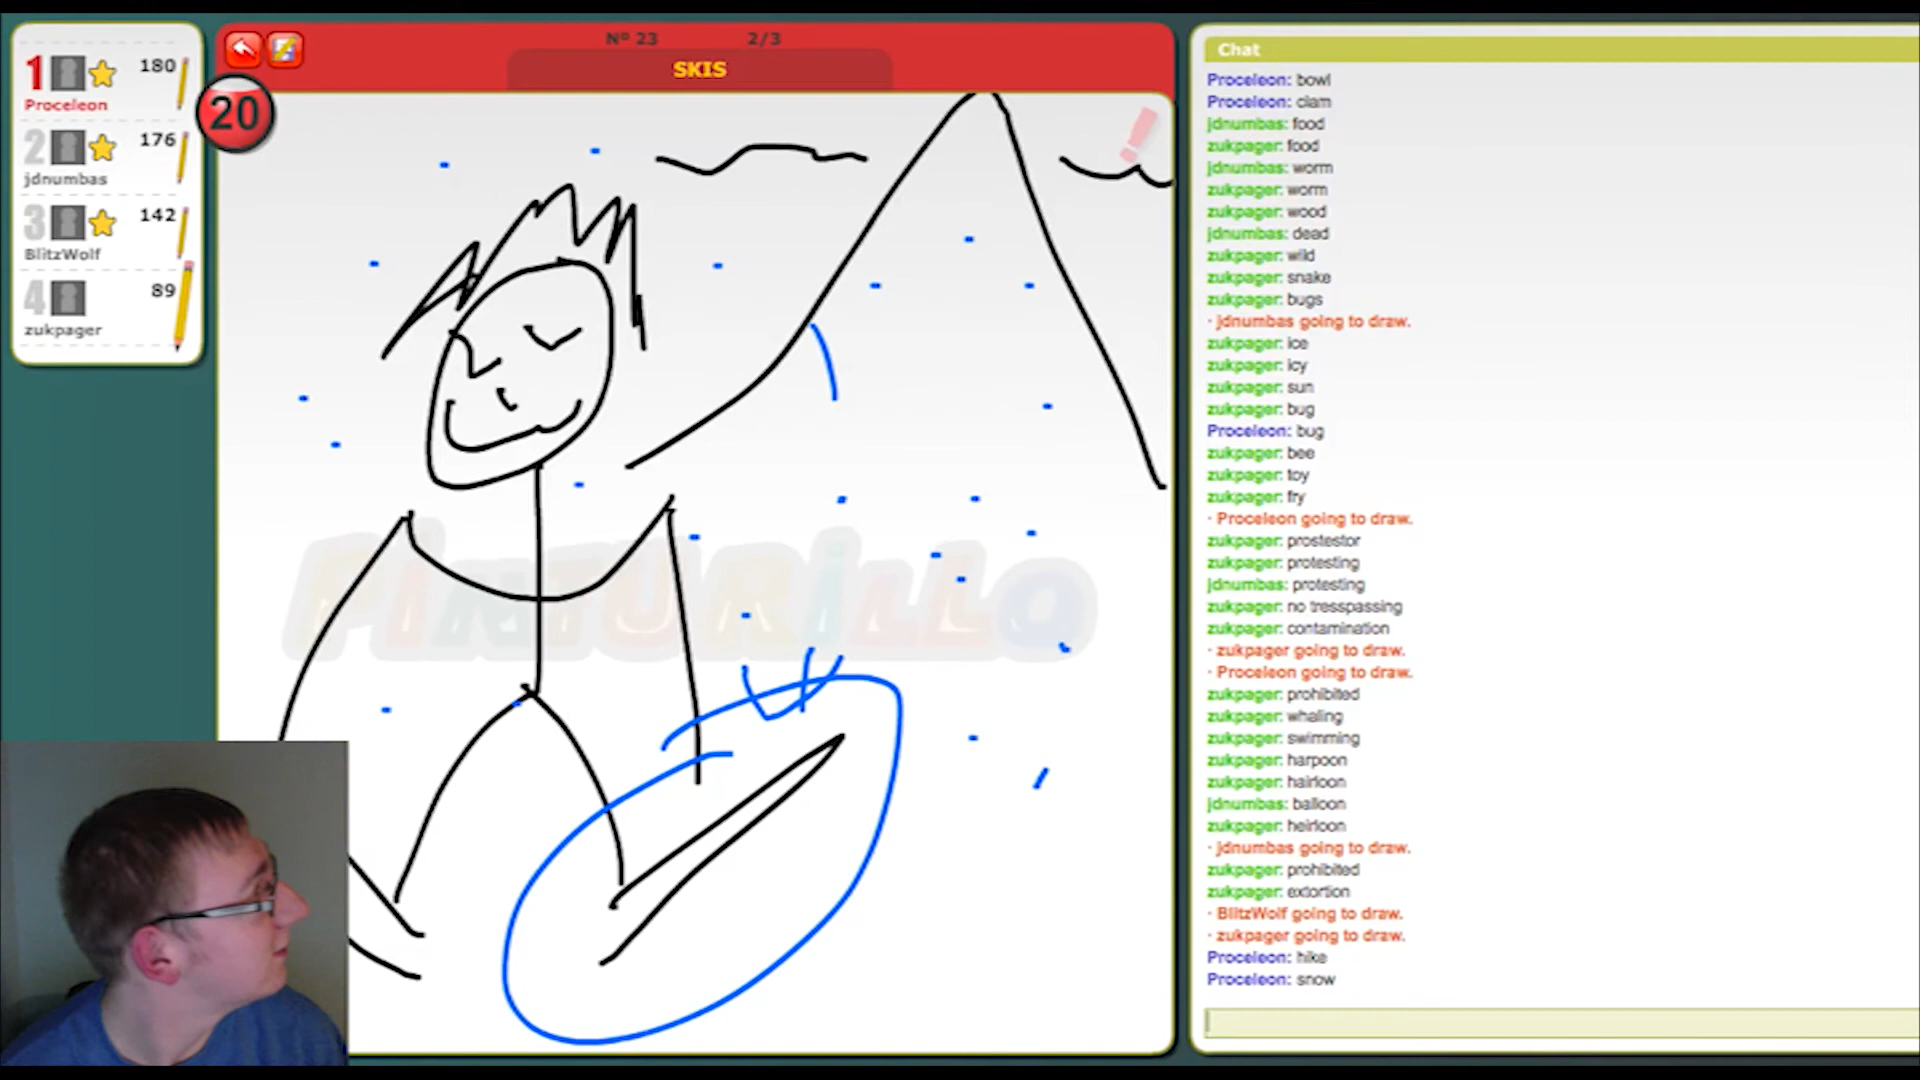 1 180
Proceleon
2 176
jdnumbas
3 142
BlitzWolf
4 89
zukpager
20
Nº 23 2/3
SKIS
!
PiNTURiLLO
Chat
Proceleon: bowl
Proceleon: clam
jdnumbas: food
zukpager: food
jdnumbas: worm
zukpager: worm
zukpager: wood
jdnumbas: dead
zukpager: wild
zukpager: snake
zukpager: bugs
· jdnumbas going to draw.
zukpager: ice
zukpager: icy
zukpager: sun
zukpager: bug
Proceleon: bug
zukpager: bee
zukpager: toy
zukpager: fry
· Proceleon going to draw.
zukpager: prostestor
zukpager: protesting
jdnumbas: protesting
zukpager: no tresspassing
zukpager: contamination
· zukpager going to draw.
· Proceleon going to draw.
zukpager: prohibited
zukpager: whaling
zukpager: swimming
zukpager: harpoon
zukpager: hairloon
jdnumbas: balloon
zukpager: heirloon
· jdnumbas going to draw.
zukpager: prohibited
zukpager: extortion
· BlitzWolf going to draw.
· zukpager going to draw.
Proceleon: hike
Proceleon: snow